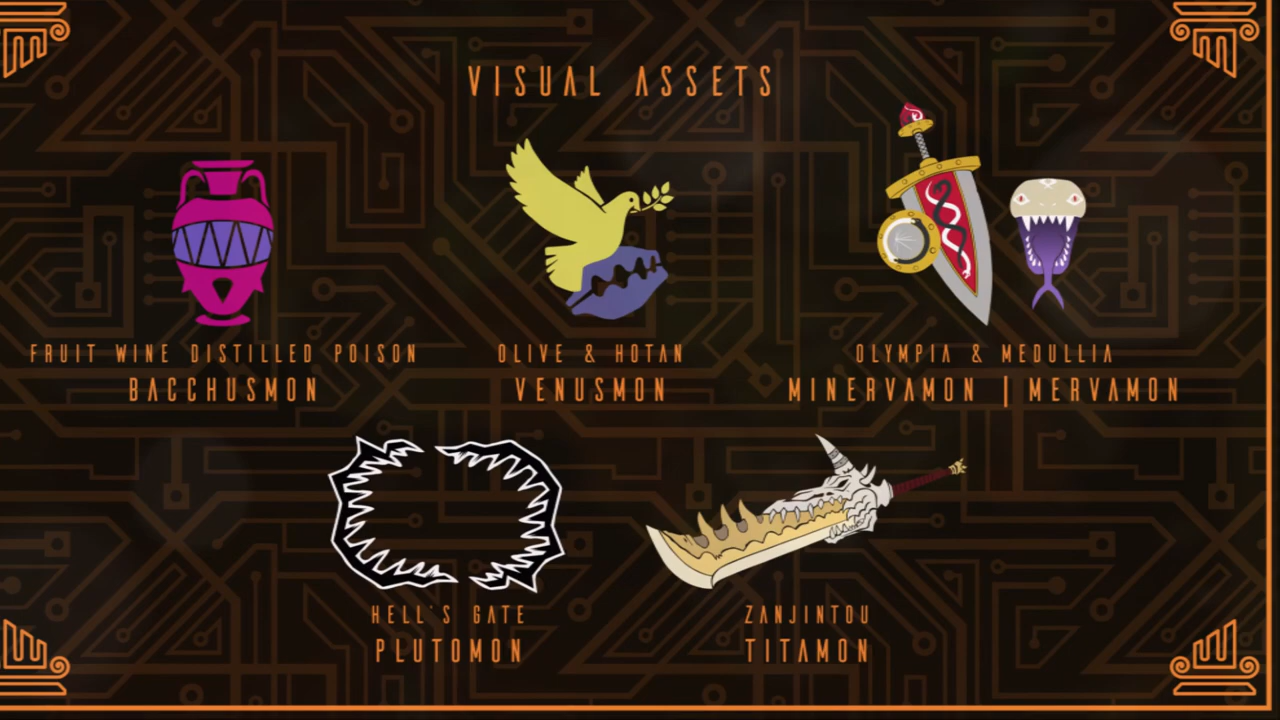 VISUAL ASSETS
FRUIT WINE DISTILLED POISON
BACCHUSMON
OLIVE & HOTAN
VENUSMON
OLYMPIA & MEDULLIA
MINERVAMON | MERVAMON
HELL'S GATE
PLUTOMON
ZANJINTOU
TITAMON